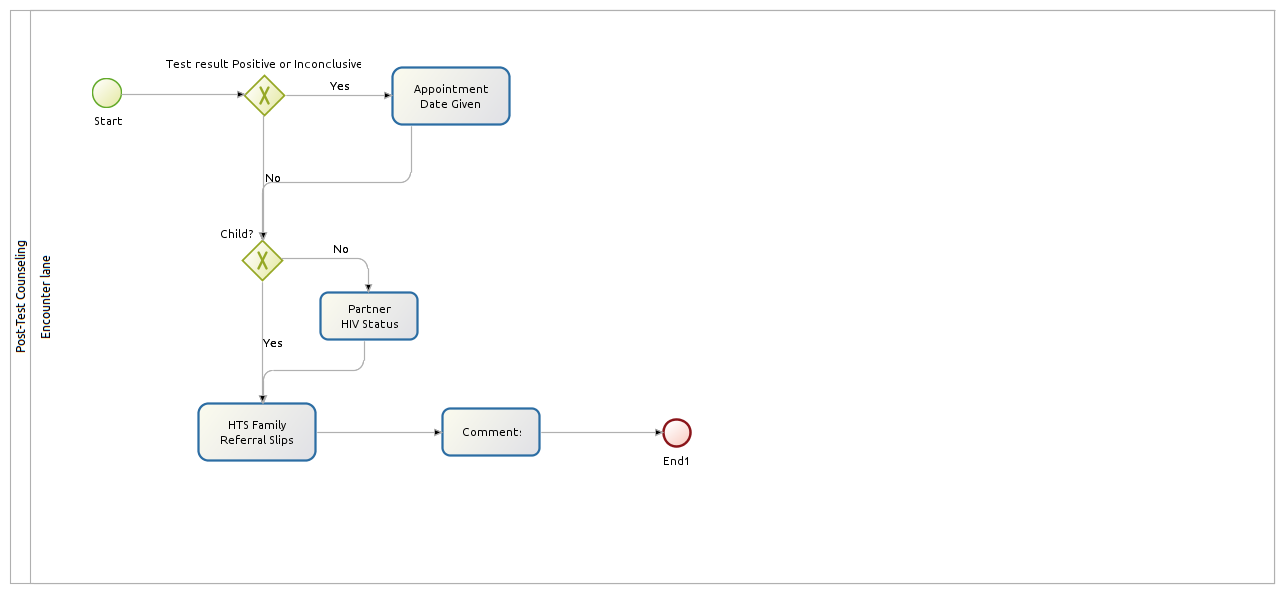 Post-Test Counseling
Encounter lane
Test result Positive or Inconclusive
Start
Yes
Appointment
Date Given
No
Child?
No
Partner
HIV Status
Yes
HTS Family
Referral Slips
Comments
End1